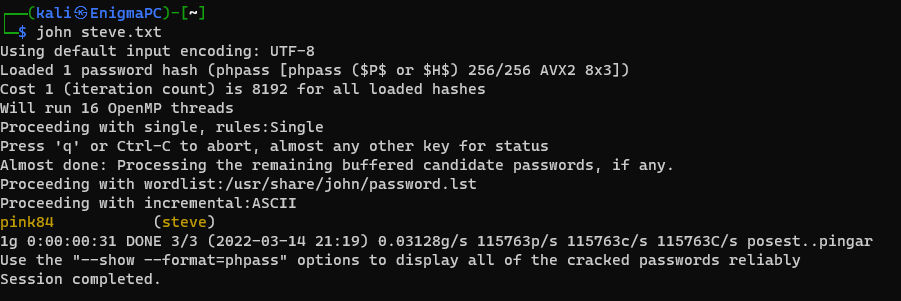 ┌──(kali㉿EnigmaPC)-[~]
└─$ john steve.txt
Using default input encoding: UTF-8
Loaded 1 password hash (phpass [phpass ($P$ or $H$) 256/256 AVX2 8x3])
Cost 1 (iteration count) is 8192 for all loaded hashes
Will run 16 OpenMP threads
Proceeding with single, rules:Single
Press 'q' or Ctrl-C to abort, almost any other key for status
Almost done: Processing the remaining buffered candidate passwords, if any.
Proceeding with wordlist:/usr/share/john/password.lst
Proceeding with incremental:ASCII
pink84           (steve)
1g 0:00:00:31 DONE 3/3 (2022-03-14 21:19) 0.03128g/s 115763p/s 115763c/s 115763C/s posest..pingar
Use the "--show --format=phpass" options to display all of the cracked passwords reliably
Session completed.